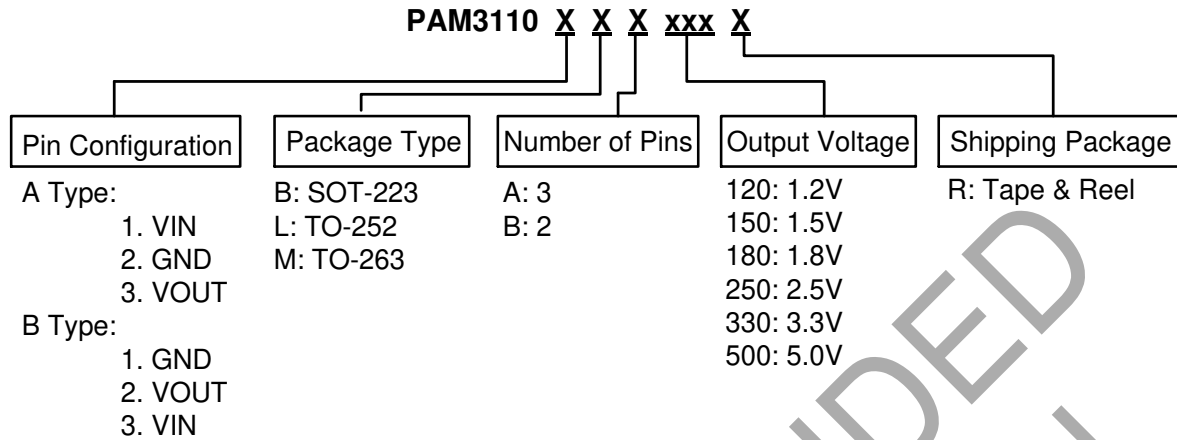 PAM3110 X X X xxx X
Pin Configuration
A Type:
1. VIN
2. GND
3. VOUT
B Type:
1. GND
2. VOUT
3. VIN
Package Type
B: SOT-223
L: TO-252
M: TO-263
Number of Pins
A: 3
B: 2
Output Voltage
120: 1.2V
150: 1.5V
180: 1.8V
250: 2.5V
330: 3.3V
500: 5.0V
Shipping Package
R: Tape & Reel
NDED